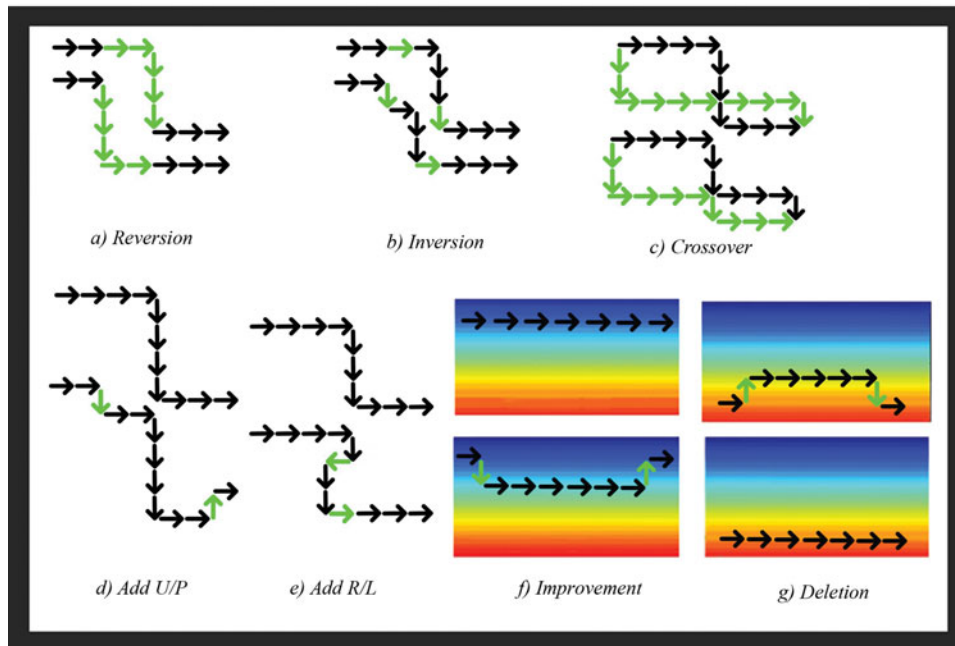 a) Reversion
b) Inversion
c) Crossover
d) Add U/P
e) Add R/L
f) Improvement
g) Deletion